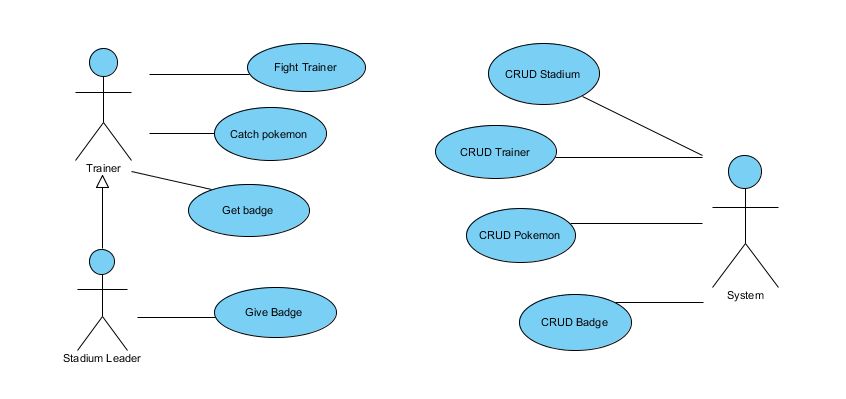 Fight Trainer
Catch pokemon
Trainer
Get badge
Give Badge
Stadium Leader
CRUD Stadium
CRUD Trainer
CRUD Pokemon
System
CRUD Badge